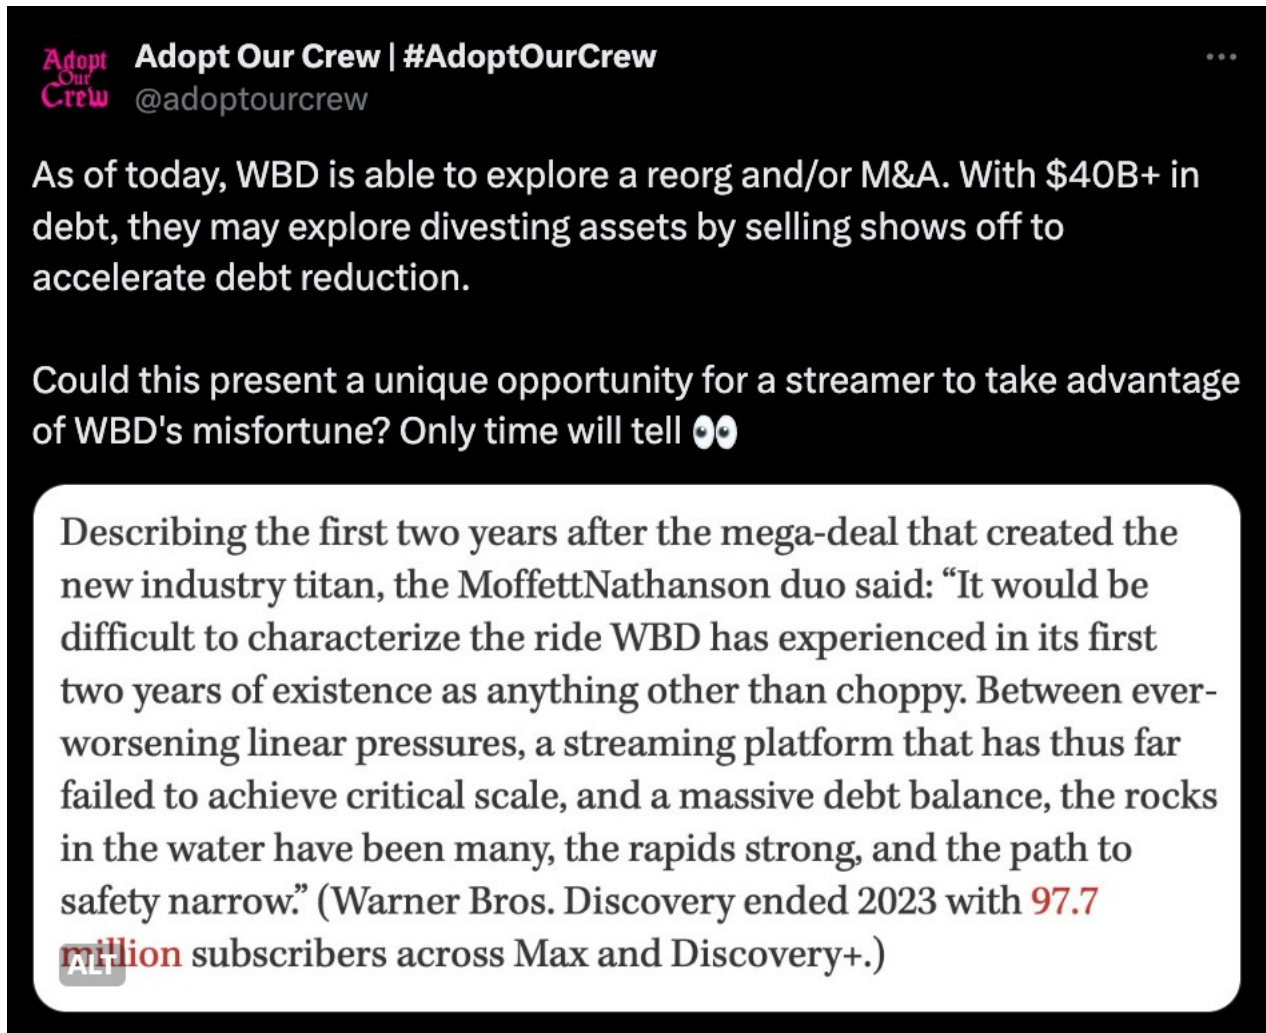 Adopt
Our
Crew
Adopt Our Crew | #AdoptOurCrew
@adoptourcrew
As of today, WBD is able to explore a reorg and/or M&A. With $40B+ in
debt, they may explore divesting assets by selling shows off to
accelerate debt reduction.
Could this present a unique opportunity for a streamer to take advantage
of WBD's misfortune? Only time will tell 👀
Describing the first two years after the mega-deal that created the
new industry titan, the MoffettNathanson duo said: “It would be
difficult to characterize the ride WBD has experienced in its first
two years of existence as anything other than choppy. Between ever-
worsening linear pressures, a streaming platform that has thus far
failed to achieve critical scale, and a massive debt balance, the rocks
in the water have been many, the rapids strong, and the path to
safety narrow.” (Warner Bros. Discovery ended 2023 with 97.7
million subscribers across Max and Discovery+.)
ALT